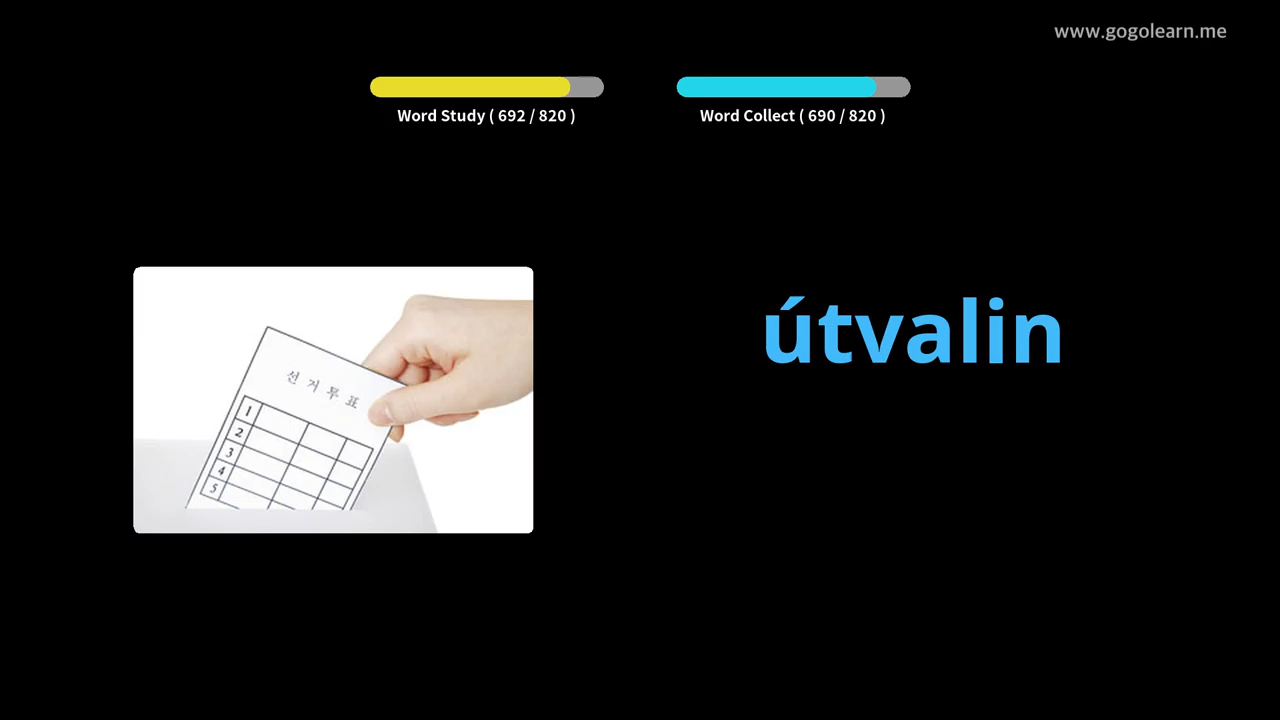 www.gogolearn.me
Word Study ( 692 / 820 )
Word Collect ( 690 / 820 )
útvalin
선거투표
1
2
3
4
5